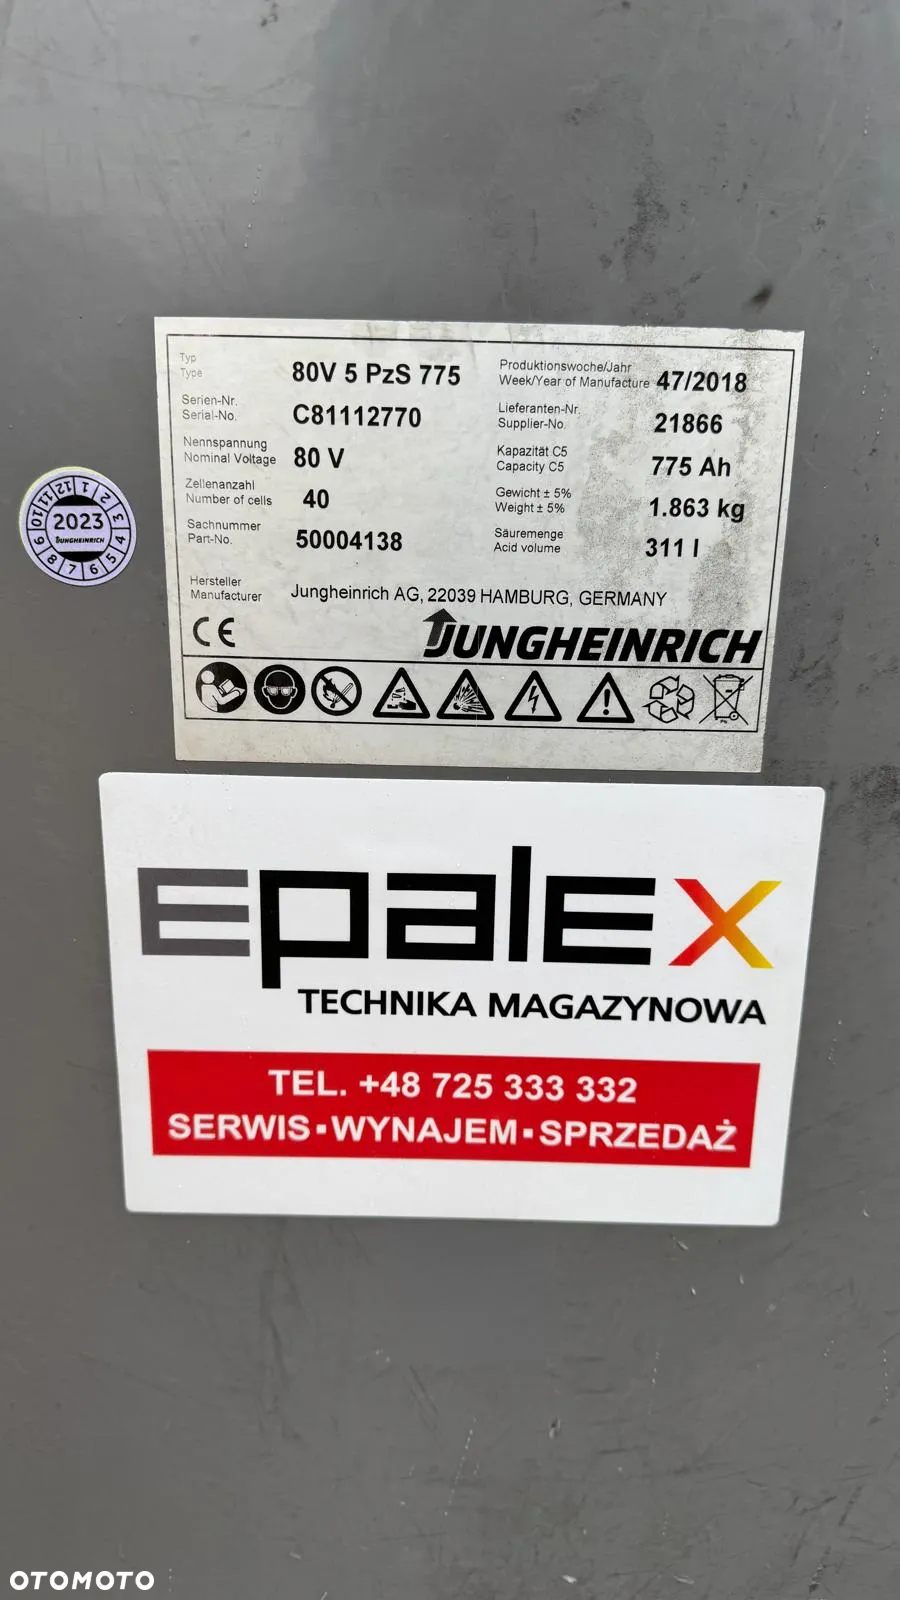 Typ
Type
80V 5 PzS 775
Produktionswoche/Jahr
Week/Year of Manufacture
47/2018
Serien-Nr.
Serial-No.
C81112770
Lieferanten-Nr.
Supplier-No.
21866
Nennspannung
Nominal Voltage
80 V
Kapazität C5
Capacity C5
775 Ah
Zellenanzahl
Number of cells
40
Gewicht ± 5%
Weight ± 5%
1.863 kg
Sachnummer
Part-No.
50004138
Säuremenge
Acid volume
311 l
Hersteller
Manufacturer
Jungheinrich AG, 22039 HAMBURG, GERMANY
CE
JUNGHEINRICH
12 1 2 3 4 5 6 7 8 9 10 11
2023
JUNGHEINRICH
Epalex
TECHNIKA MAGAZYNOWA
TEL. +48 725 333 332
SERWIS▪WYNAJEM▪SPRZEDAŻ
OTOMOTO